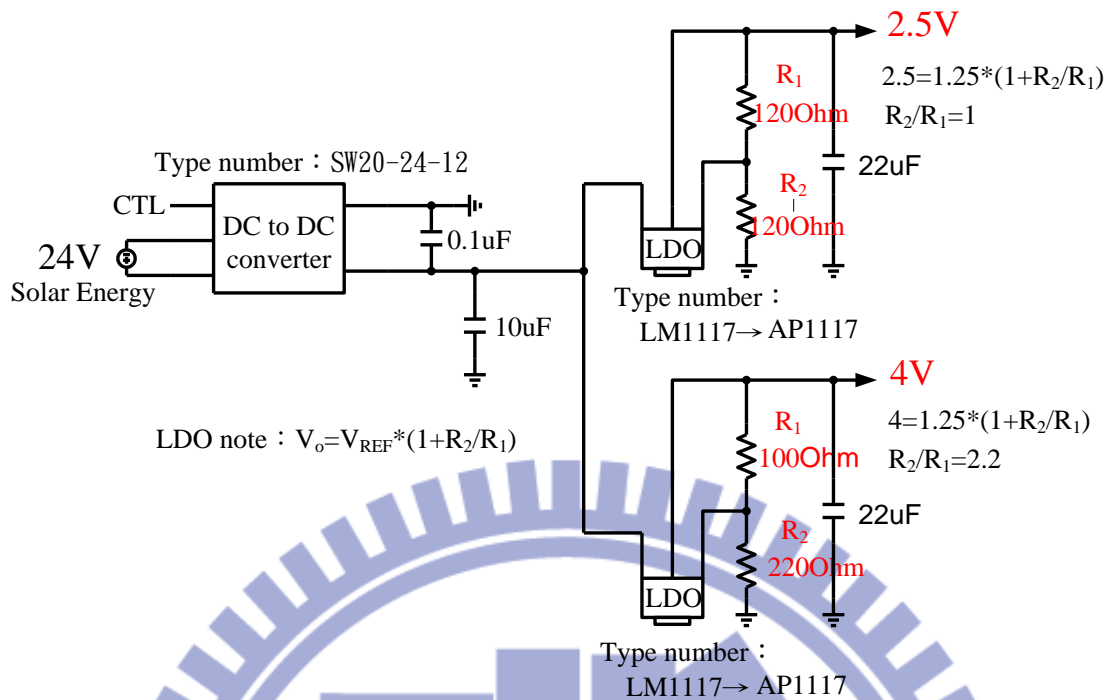 2.5V
R₁
120Ohm
2.5=1.25*(1+R₂/R₁)
R₂/R₁=1
Type number：SW20-24-12
CTL
DC to DC
converter
24V
Solar Energy
0.1uF
10uF
R₂
120Ohm
22uF
LDO
Type number：
LM1117→ AP1117
4V
R₁
100Ohm
4=1.25*(1+R₂/R₁)
R₂/R₁=2.2
LDO note：Vₒ=V_REF*(1+R₂/R₁)
R₂
220Ohm
22uF
LDO
Type number：
LM1117→ AP1117